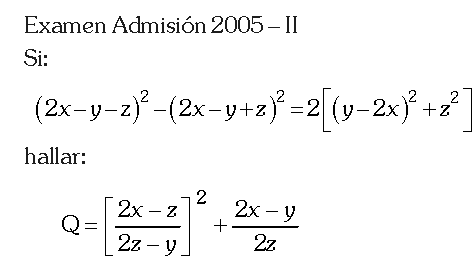 Examen Admisión 2005 – II
Si:
(2x–y–z)²–(2x–y+z)²=2[(y–2x)²+z²]
hallar:
Q=[(2x–z)/(2z–y)]²+(2x–y)/(2z)